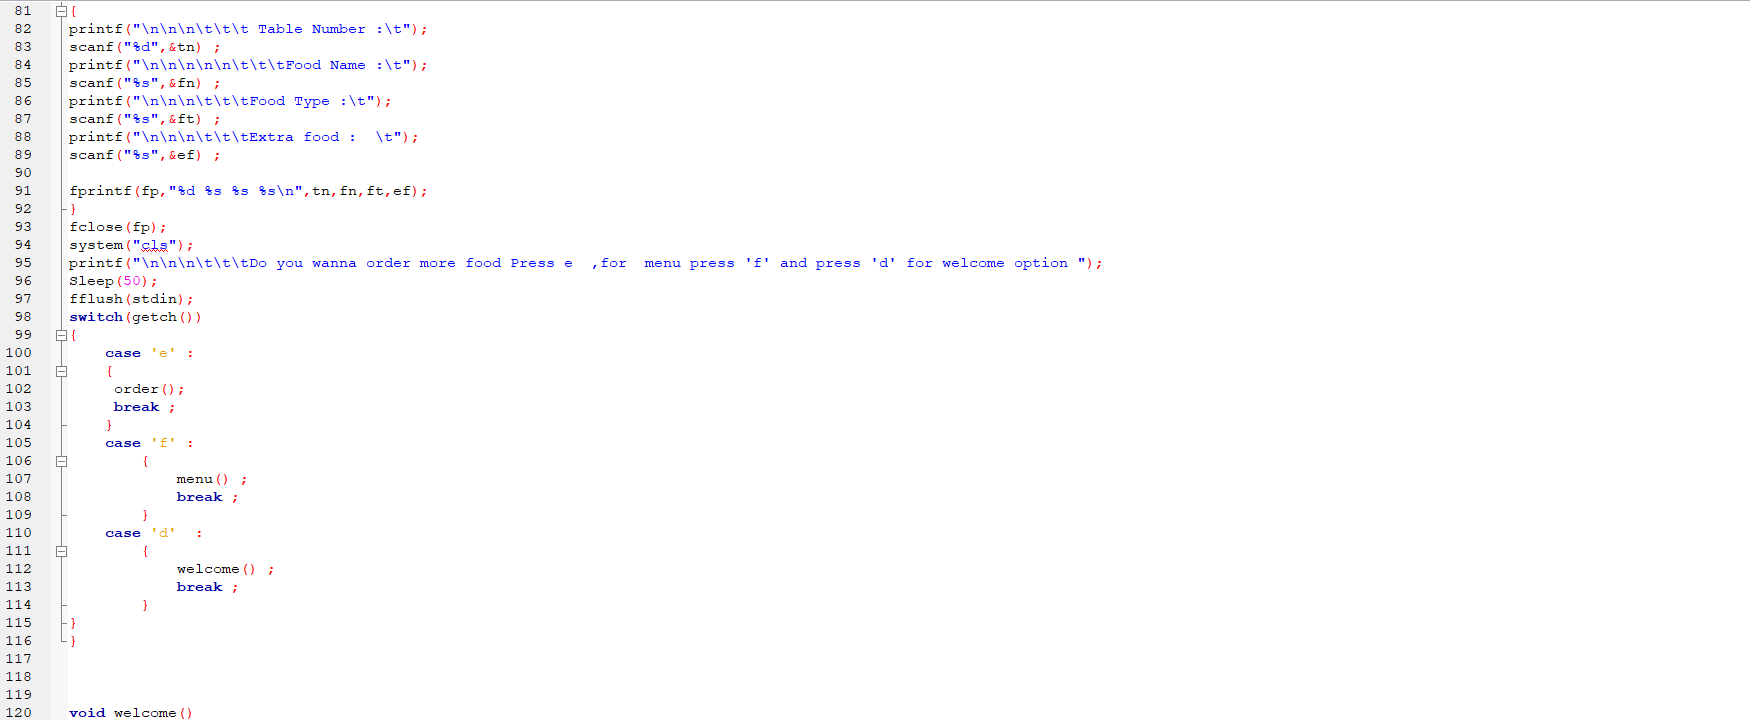 81 {
82 printf("\n\n\n\t\t\t Table Number :\t");
83 scanf("%d",&tn) ;
84 printf("\n\n\n\n\n\t\t\tFood Name :\t");
85 scanf("%s",&fn) ;
86 printf("\n\n\n\t\t\tFood Type :\t");
87 scanf("%s",&ft) ;
88 printf("\n\n\n\t\t\tExtra food :  \t");
89 scanf("%s",&ef) ;
90
91 fprintf(fp,"%d %s %s %s\n",tn,fn,ft,ef);
92 }
93 fclose(fp);
94 system("cls");
95 printf("\n\n\n\t\t\tDo you wanna order more food Press e  ,for  menu press 'f' and press 'd' for welcome option ");
96 Sleep(50);
97 fflush(stdin);
98 switch(getch())
99 {
100     case 'e' :
101     {
102      order();
103      break ;
104     }
105     case 'f' :
106         {
107             menu() ;
108             break ;
109         }
110     case 'd'  :
111         {
112             welcome() ;
113             break ;
114         }
115 }
116 }
117
118
119
120 void welcome()